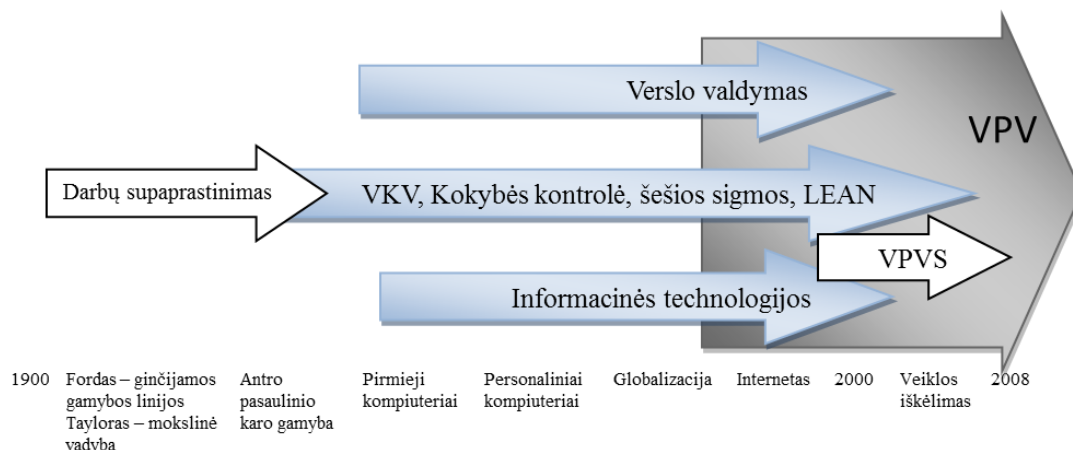 Verslo valdymas
VPV
Darbų supaprastinimas
VKV, Kokybės kontrolė, šešios sigmos, LEAN
VPVS
Informacinės technologijos
1900
Fordas – ginčijamos
gamybos linijos
Tayloras – mokslinė
vadyba
Antro
pasaulinio
karo gamyba
Pirmieji
kompiuteriai
Personaliniai
kompiuteriai
Globalizacija
Internetas
2000
Veiklos
iškėlimas
2008